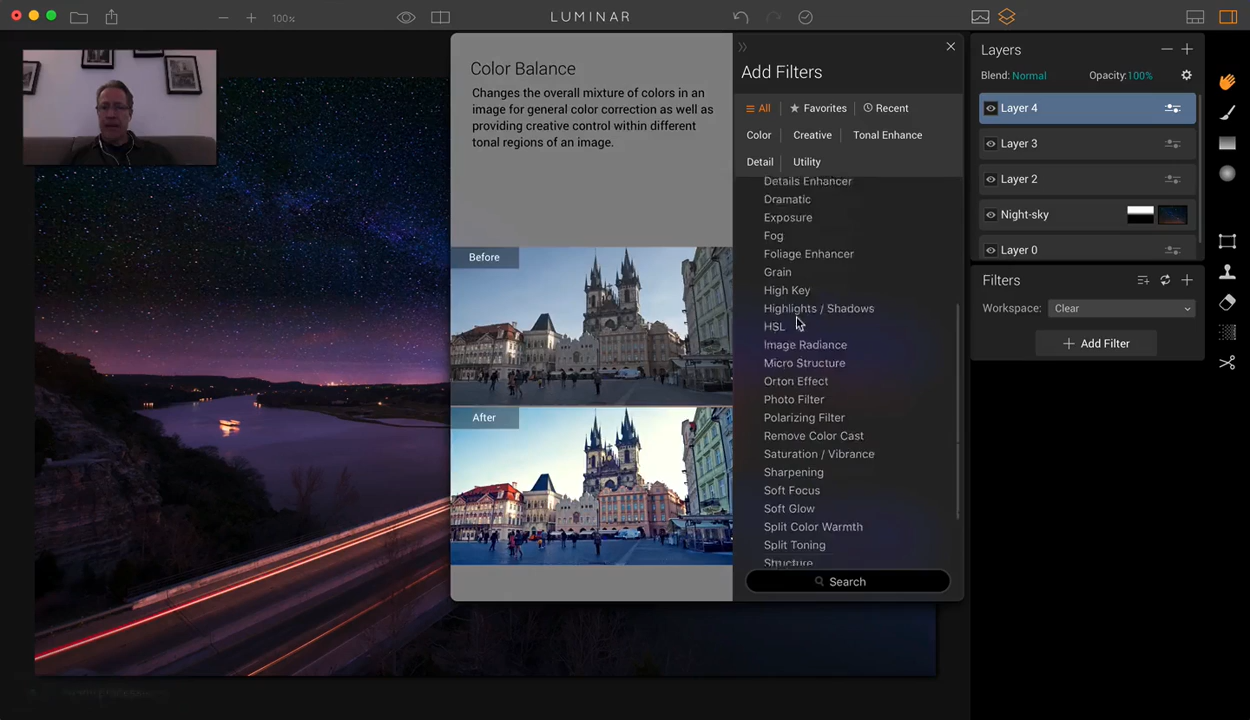 100%
LUMINAR
Color Balance
Changes the overall mixture of colors in an
image for general color correction as well as
providing creative control within different
tonal regions of an image.
Before
After
Add Filters
All
Favorites
Recent
Color
Creative
Tonal Enhance
Detail
Utility
Details Enhancer
Dramatic
Exposure
Fog
Foliage Enhancer
Grain
High Key
Highlights / Shadows
HSL
Image Radiance
Micro Structure
Orton Effect
Photo Filter
Polarizing Filter
Remove Color Cast
Saturation / Vibrance
Sharpening
Soft Focus
Soft Glow
Split Color Warmth
Split Toning
Structure
Search
Layers
Blend: Normal
Opacity:100%
Layer 4
Layer 3
Layer 2
Night-sky
Layer 0
Filters
Workspace: Clear
Add Filter